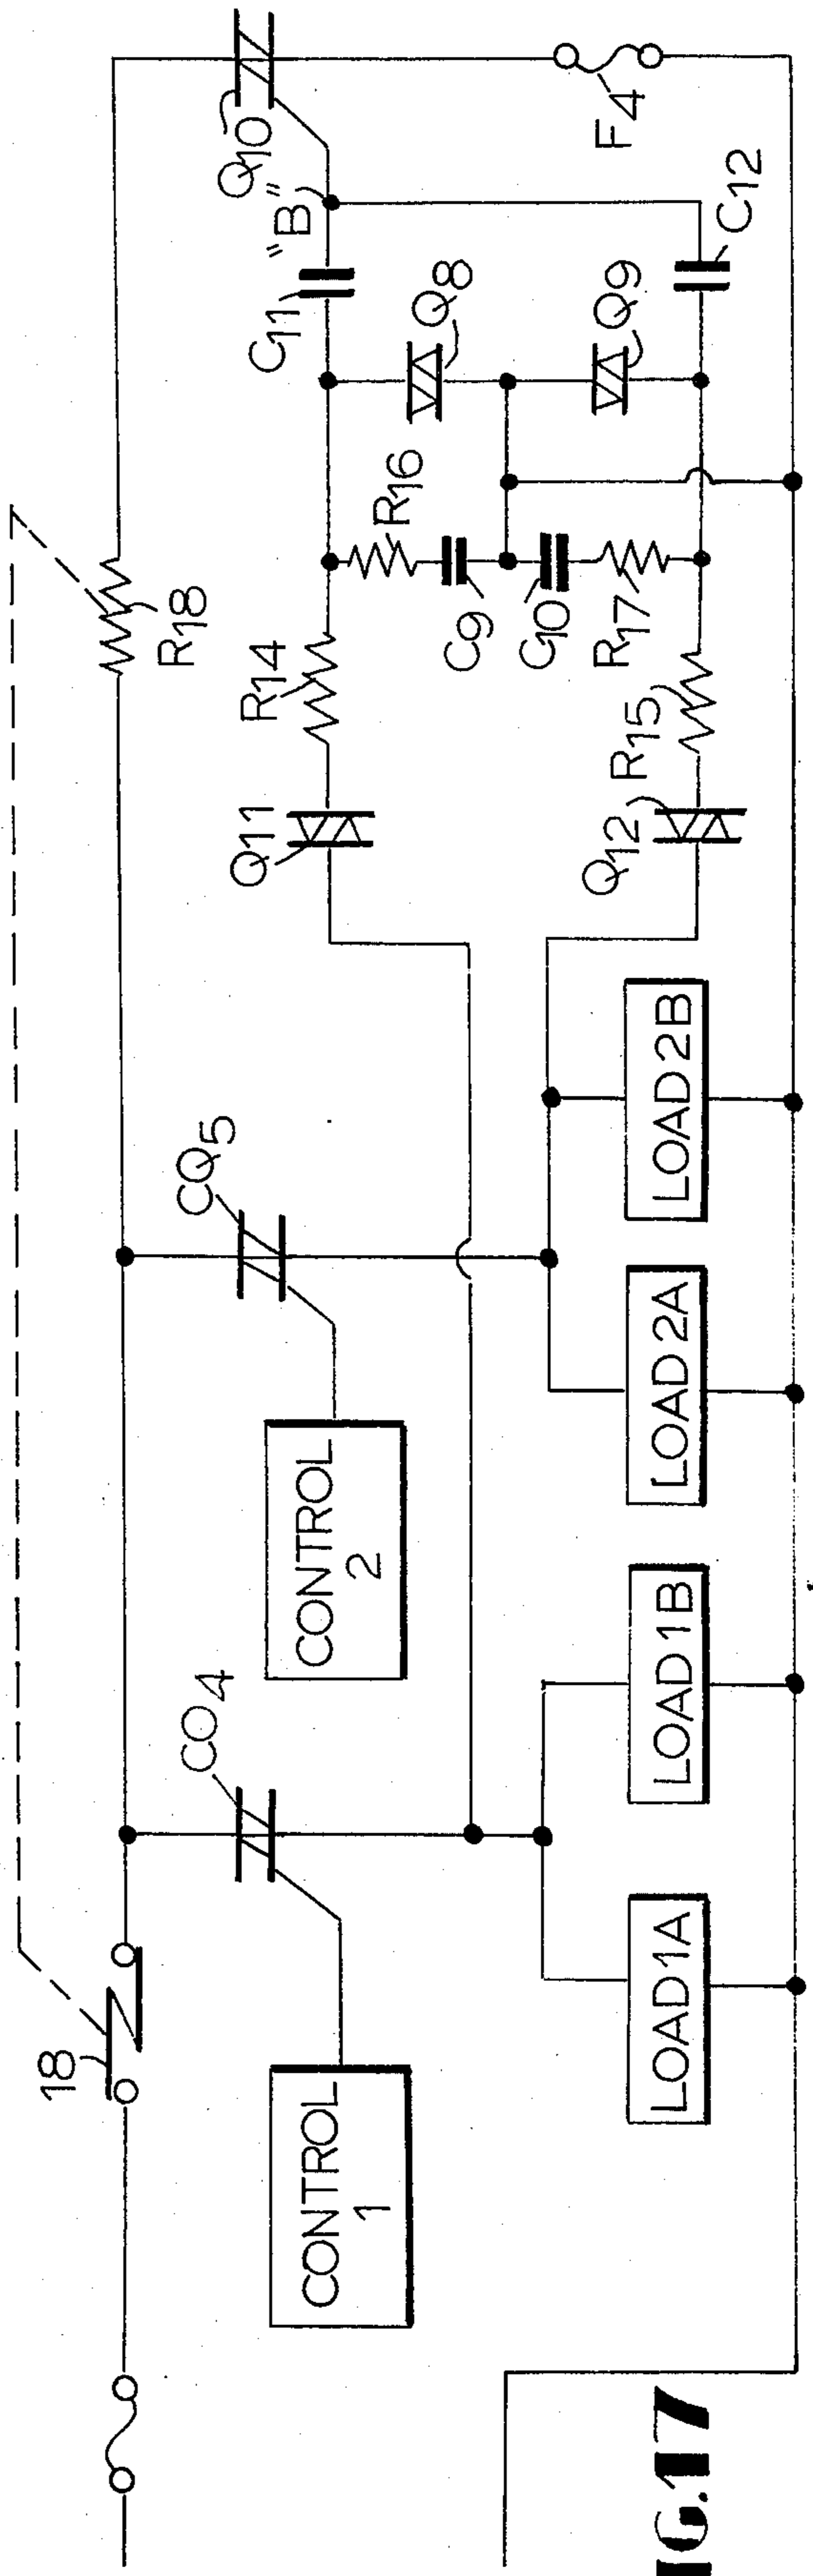 18
R18
Q10
"B"
C11
Q8
F4
R14
R16
C9
C10
R17
Q9
C12
Q11
Q12
R15
CQ5
CO4
CONTROL
1
CONTROL
2
LOAD1A
LOAD1B
LOAD2A
LOAD2B
IG.17